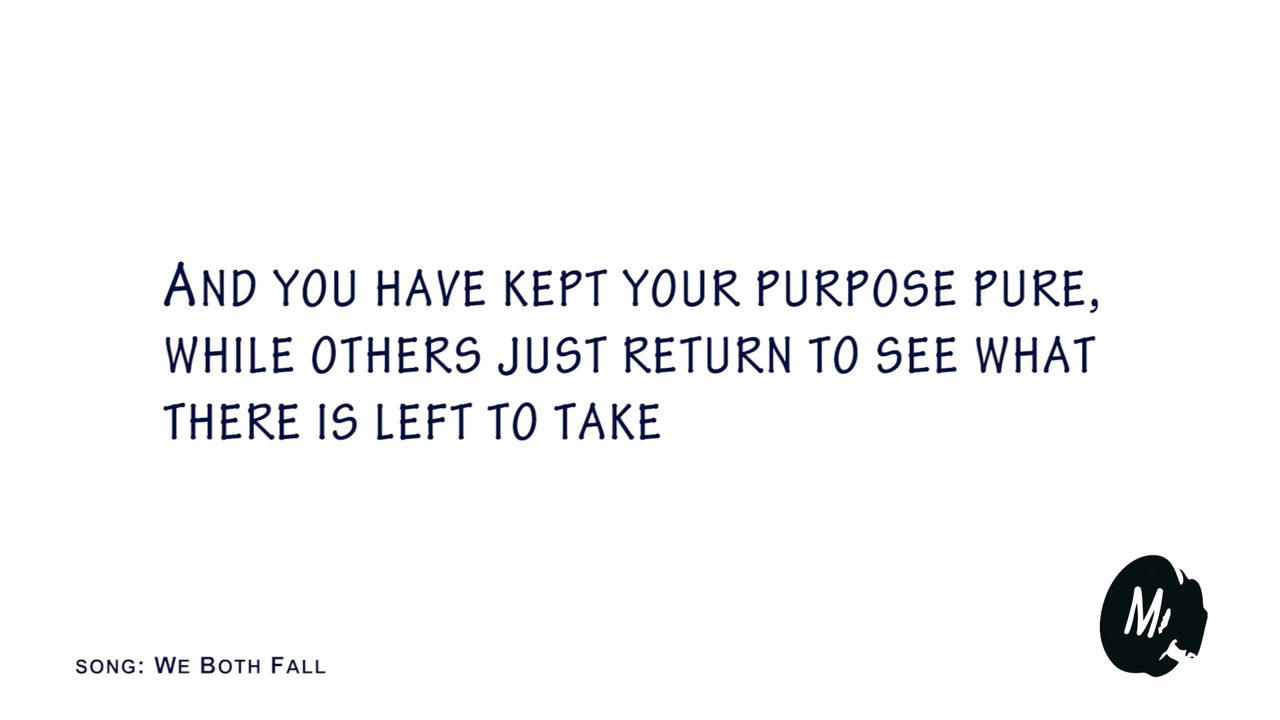 And you have kept your purpose pure,
while others just return to see what
there is left to take
song: We Both Fall
M